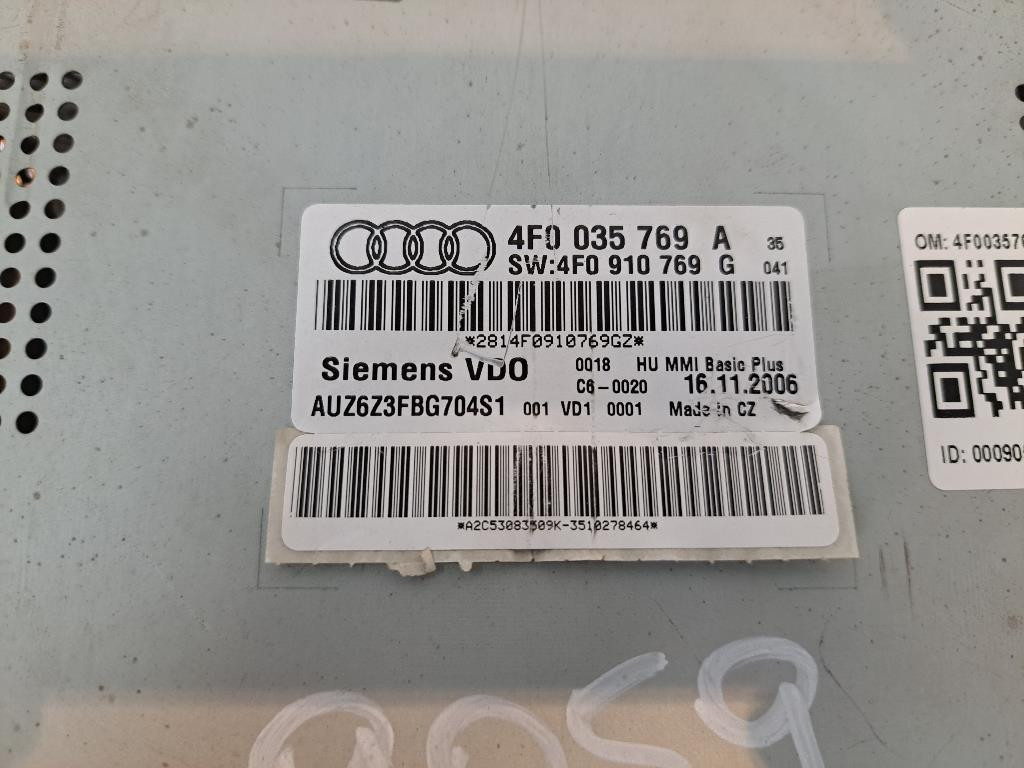 4F0 035 769 A 35
SW:4F0 910 769 G 041
*2814F0910769GZ*
Siemens VDO 0018 HU MMI Basic Plus
C6-0020 16.11.2006
AUZ6Z3FBG704S1 001 VD1 0001 Made in CZ
*A2C53083509K-3510278464*
OM: 4F003576
ID: 00090